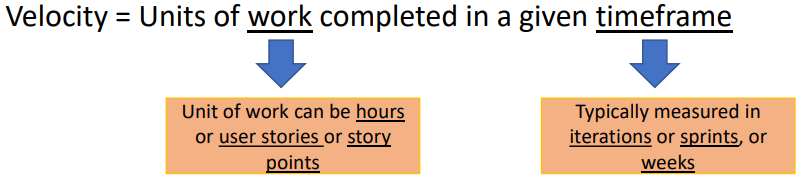 Velocity = Units of work completed in a given timeframe
Unit of work can be hours
or user stories or story
points
Typically measured in
iterations or sprints, or
weeks